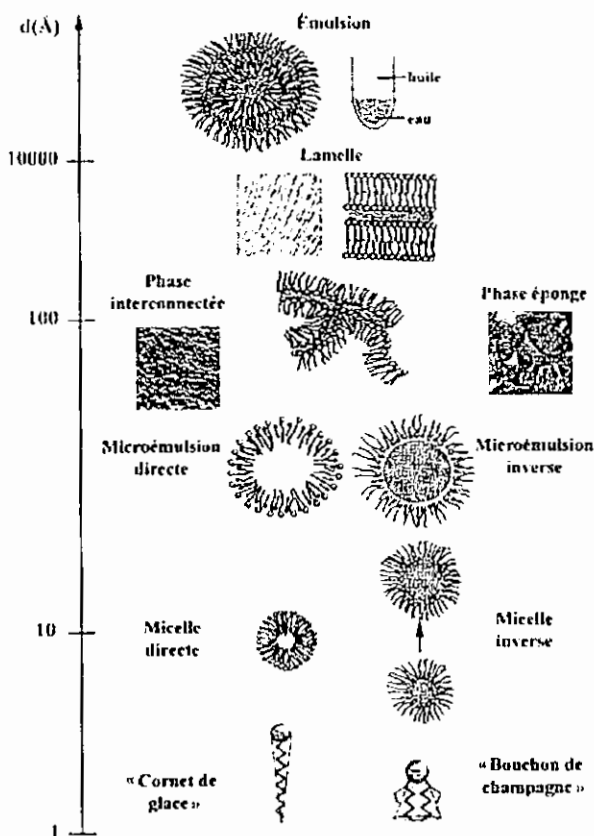 d(Å)
Émulsion
huile
eau
10000
Lamelle
Phase
interconnectée
Phase éponge
100
Microémulsion
directe
Microémulsion
inverse
10
Micelle
directe
Micelle
inverse
« Cornet de
glace »
« Bouchon de
champagne »
1